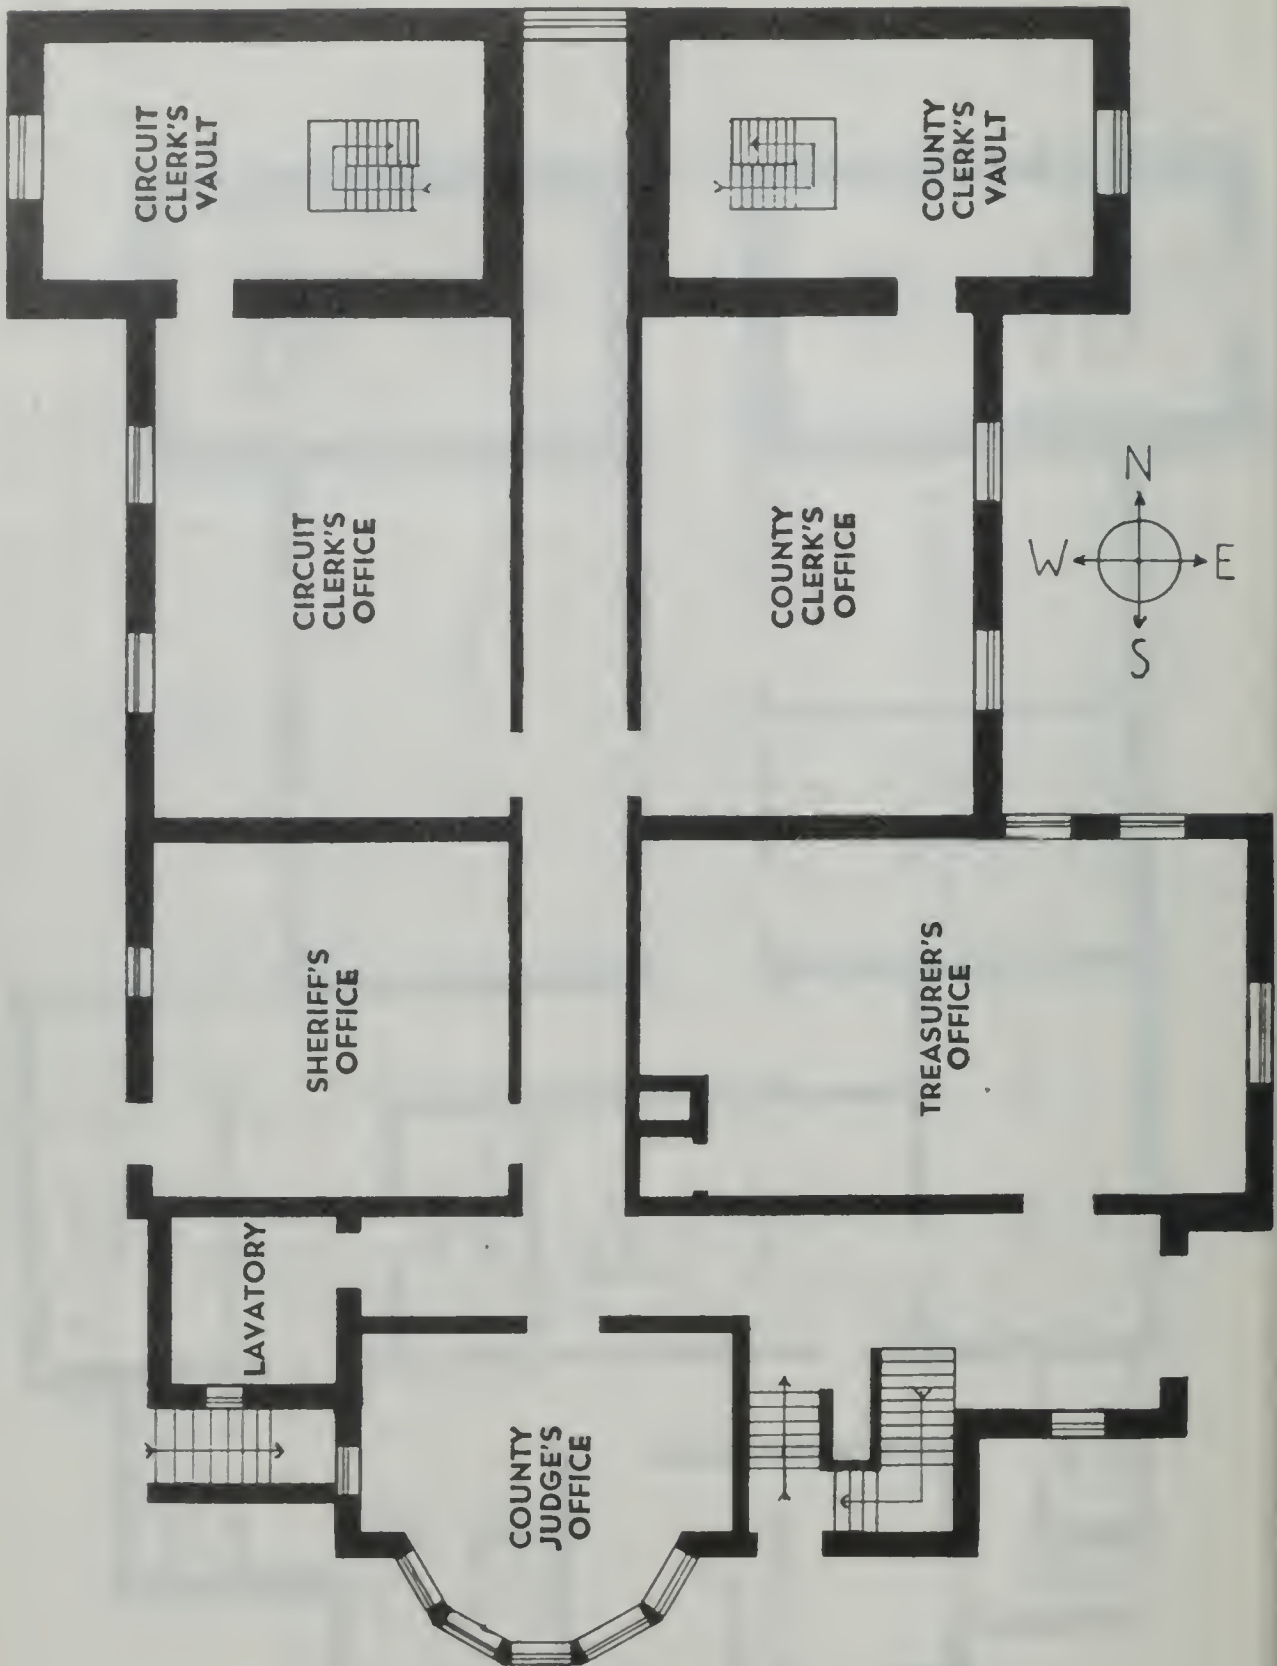 CIRCUIT
CLERK'S
VAULT
COUNTY
CLERK'S
VAULT
CIRCUIT
CLERK'S
OFFICE
COUNTY
CLERK'S
OFFICE
N
W
E
S
SHERIFF'S
OFFICE
TREASURER'S
OFFICE
LAVATORY
COUNTY
JUDGE'S
OFFICE